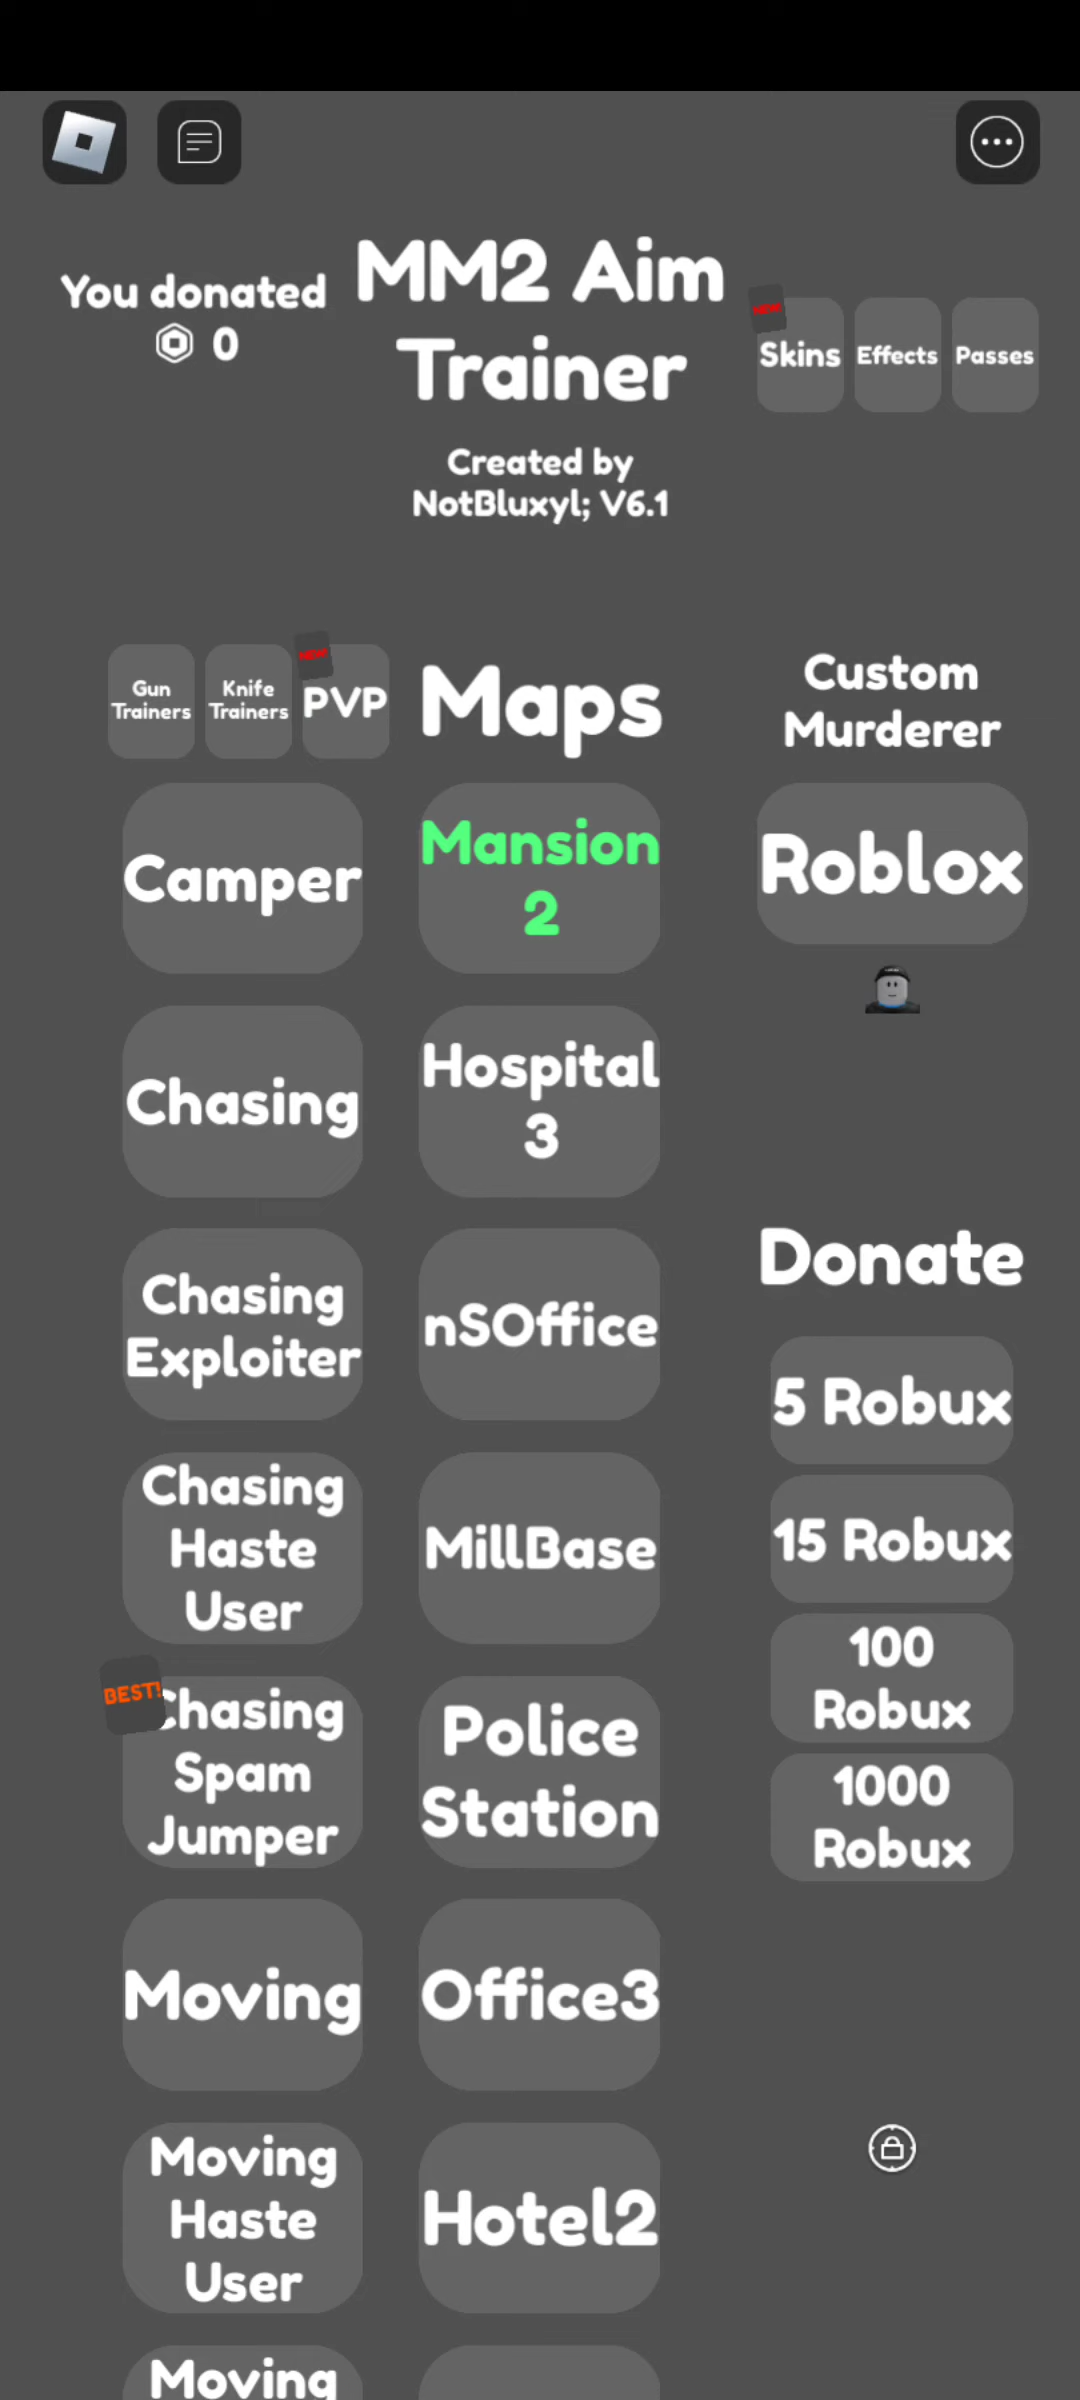 You donated
0
MM2 Aim
Trainer
Created by
NotBluxyl; V6.1
NEW!
Skins
Effects
Passes
Gun
Trainers
Knife
Trainers
NEW!
PVP
Maps
Custom
Murderer
Camper
Mansion
2
Roblox
Chasing
Hospital
3
Chasing
Exploiter
nSOffice
Chasing
Haste
User
MillBase
BEST!
Chasing
Spam
Jumper
Police
Station
Moving
Office3
Moving
Haste
User
Hotel2
Moving
Donate
5 Robux
15 Robux
100
Robux
1000
Robux